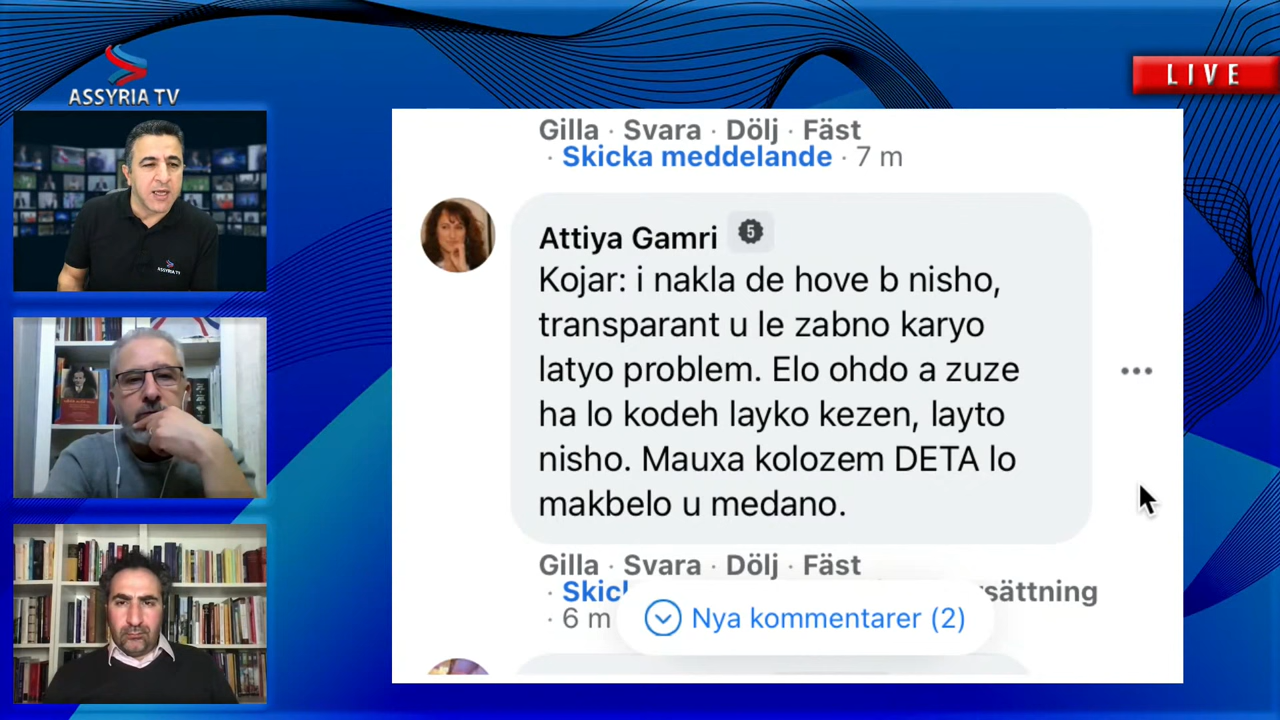 ASSYRIA TV
LIVE
Gilla · Svara · Dölj · Fäst
· Skicka meddelande · 7 m
Attiya Gamri 5
Kojar: i nakla de hove b nisho,
transparant u le zabno karyo
latyo problem. Elo ohdo a zuze
ha lo kodeh layko kezen, layto
nisho. Mauxa kolozem DETA lo
makbelo u medano.
Gilla · Svara · Dölj · Fäst
· 6 m
Nya kommentarer (2)
ASSYRIA TV